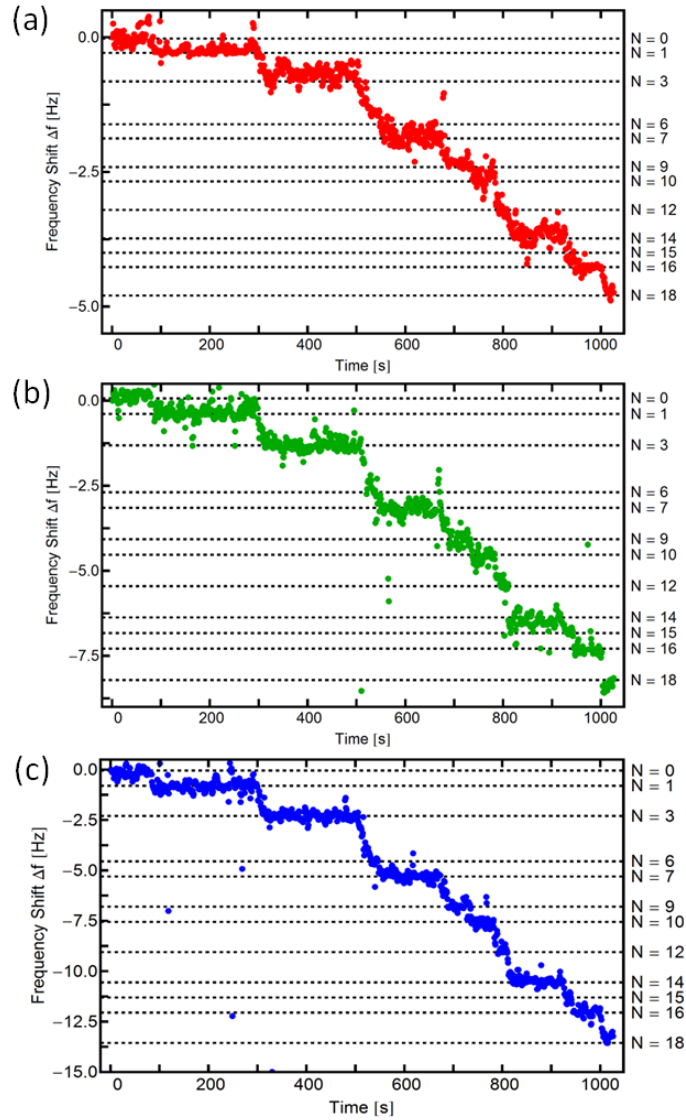 (a)
0.0
−2.5
−5.0
Frequency Shift Δf [Hz]
N = 0
N = 1
N = 3
N = 6
N = 7
N = 9
N = 10
N = 12
N = 14
N = 15
N = 16
N = 18
0 200 400 600 800 1000
Time [s]
(b)
0.0
−2.5
−5.0
−7.5
Frequency Shift Δf [Hz]
N = 0
N = 1
N = 3
N = 6
N = 7
N = 9
N = 10
N = 12
N = 14
N = 15
N = 16
N = 18
0 200 400 600 800 1000
Time [s]
(c)
0.0
−2.5
−5.0
−7.5
−10.0
−12.5
−15.0
Frequency Shift Δf [Hz]
N = 0
N = 1
N = 3
N = 6
N = 7
N = 9
N = 10
N = 12
N = 14
N = 15
N = 16
N = 18
0 200 400 600 800 1000
Time [s]